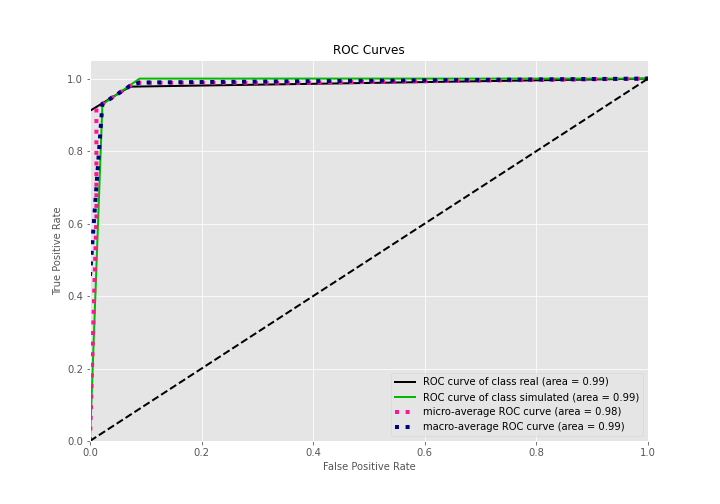 ROC Curves
1.0
0.8
0.6
0.4
0.2
0.0
True Positive Rate
0.0 0.2 0.4 0.6 0.8 1.0
False Positive Rate
ROC curve of class real (area = 0.99)
ROC curve of class simulated (area = 0.99)
micro-average ROC curve (area = 0.98)
macro-average ROC curve (area = 0.99)